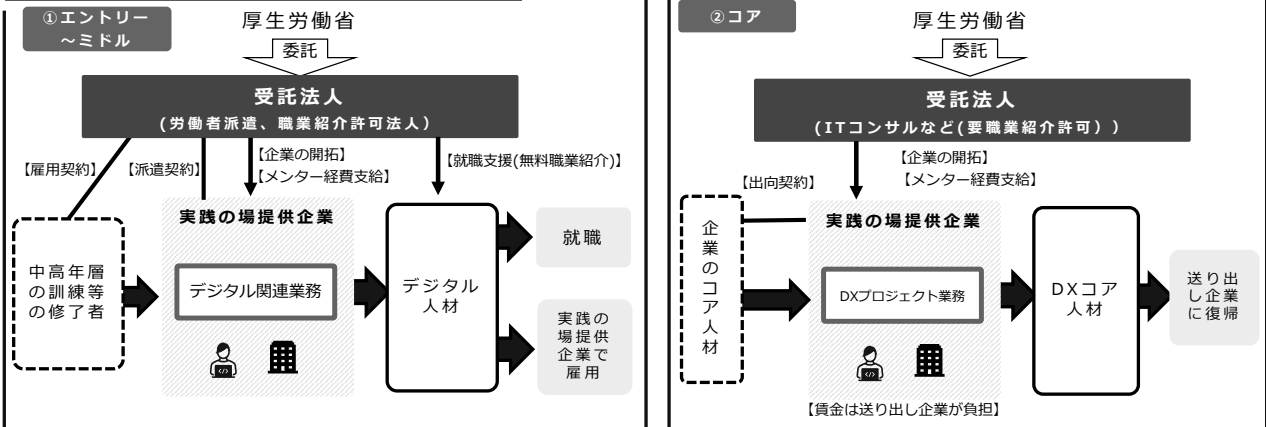 ①エントリー
～ミドル
厚生労働省
委託
受託法人
(労働者派遣、職業紹介許可法人)
【雇用契約】
【派遣契約】
【企業の開拓】
【メンター経費支給】
【就職支援(無料職業紹介)】
中高年層
の訓練等
の修了者
実践の場提供企業
デジタル関連業務
デジタル
人材
就職
実践の
場提供
企業で
雇用
②コア
厚生労働省
委託
受託法人
(ITコンサルなど(要職業紹介許可））
【出向契約】
【企業の開拓】
【メンター経費支給】
企業のコア人材
実践の場提供企業
DXプロジェクト業務
DXコア
人材
送り出
し企業
に復帰
【賃金は送り出し企業が負担】